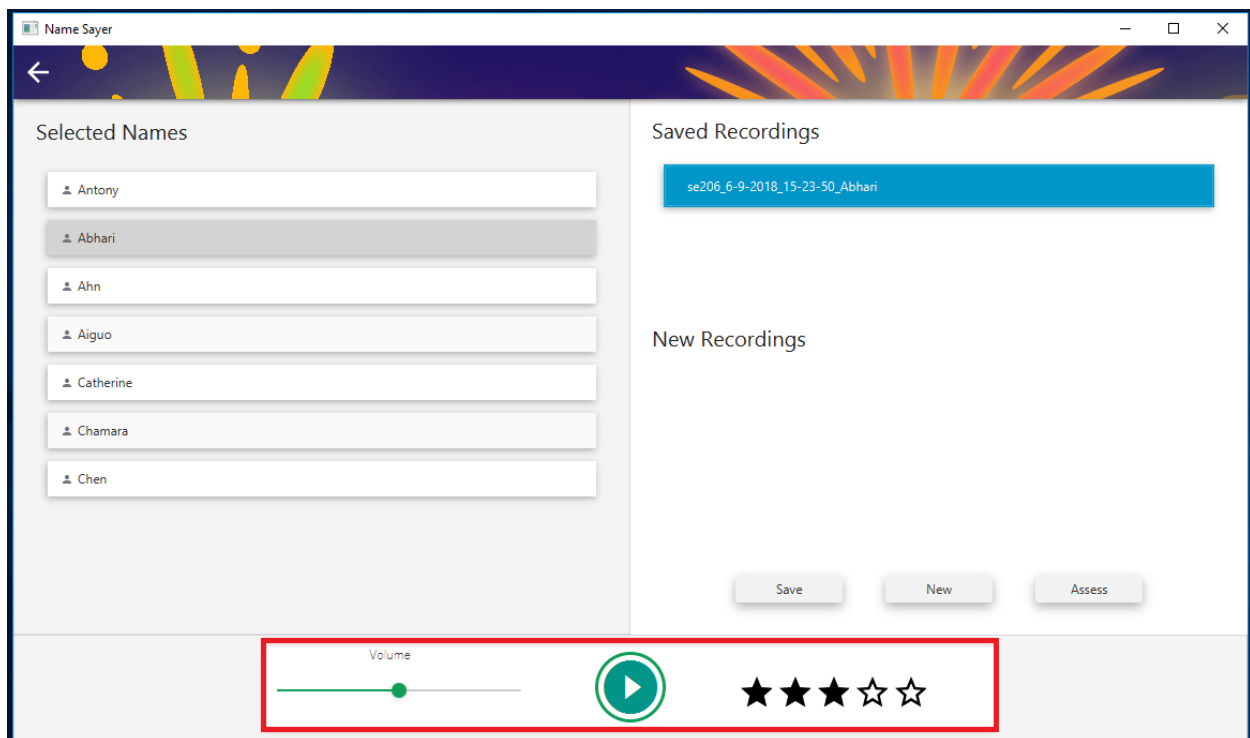 Name Sayer
Selected Names
Antony
Abhari
Ahn
Aiguo
Catherine
Chamara
Chen
Saved Recordings
se206_6-9-2018_15-23-50_Abhari
New Recordings
Save New Assess
Volume